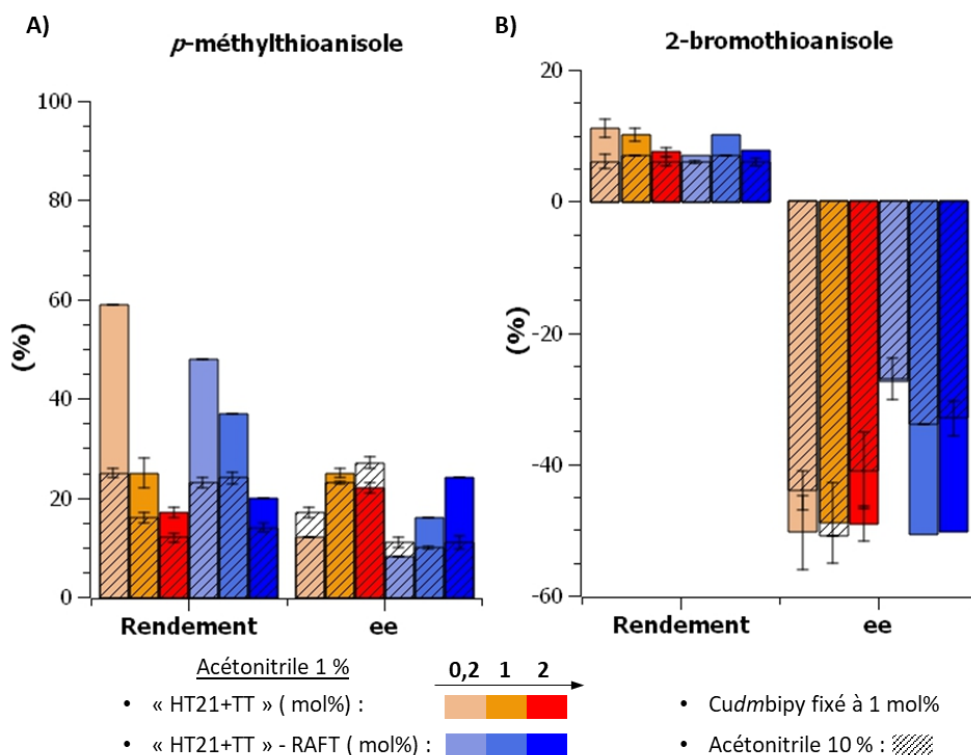 A)
p-méthylthioanisole
100
80
60
40
20
0
(%)
Rendement ee
B)
2-bromothioanisole
20
0
-20
-40
-60
(%)
Rendement ee
Acétonitrile 1 %
0,2 1 2
• « HT21+TT » ( mol%) :
• « HT21+TT » - RAFT ( mol%) :
• Cudmbipy fixé à 1 mol%
• Acétonitrile 10 % :